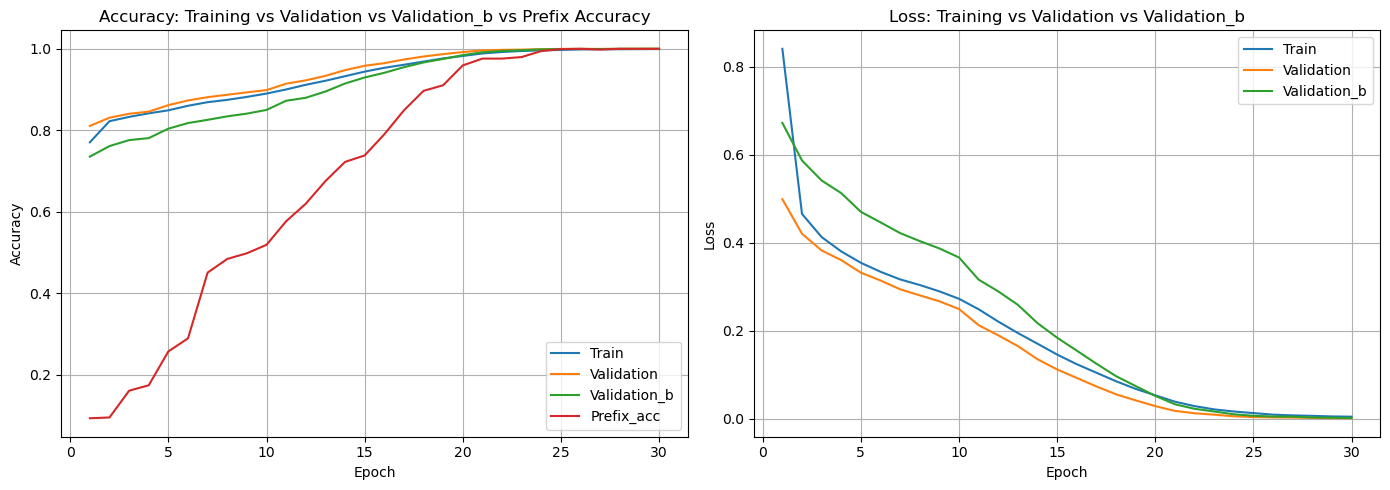 Accuracy: Training vs Validation vs Validation_b vs Prefix Accuracy
1.0
0.8
0.6
0.4
0.2
Accuracy
0
5
10
15
20
25
30
Epoch
Train
Validation
Validation_b
Prefix_acc
Loss: Training vs Validation vs Validation_b
0.8
0.6
0.4
0.2
0.0
Loss
0
5
10
15
20
25
30
Epoch
Train
Validation
Validation_b